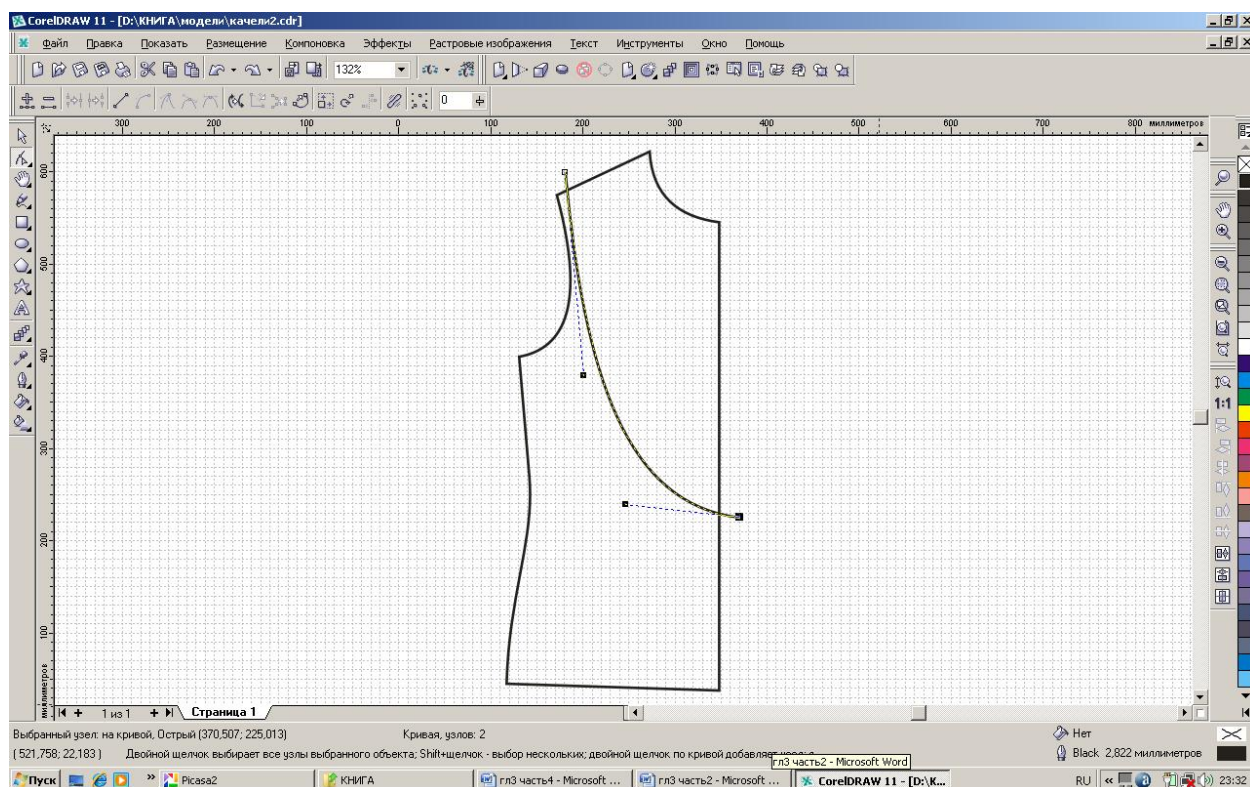 CorelDRAW 11 - [D:\КНИГА\модели\качели2.cdr]
Файл Правка Показать Размещение Компоновка Эффекты Растровые изображения Текст Инструменты Окно Помощь
132%
0
300 200 100 0 100 200 300 400 500 600 700 800 миллиметров
600
500
400
300
200
100
миллиметров
1:1
1 из 1 Страница 1
Выбранный узел: на кривой, Острый (370,507; 225,013) Кривая, узлов: 2 Нет
( 521,758; 22,183 ) Двойной щелчок выбирает все узлы выбранного объекта; Shift+щелчок - выбор нескольких; двойной щелчок по кривой добавляет Black 2,822 миллиметров
гл3 часть2 - Microsoft Word
Пуск » Picasa2 КНИГА гл3 часть4 - Microsoft ... гл3 часть2 - Microsoft ... CorelDRAW 11 - [D:\К... RU « 23:32